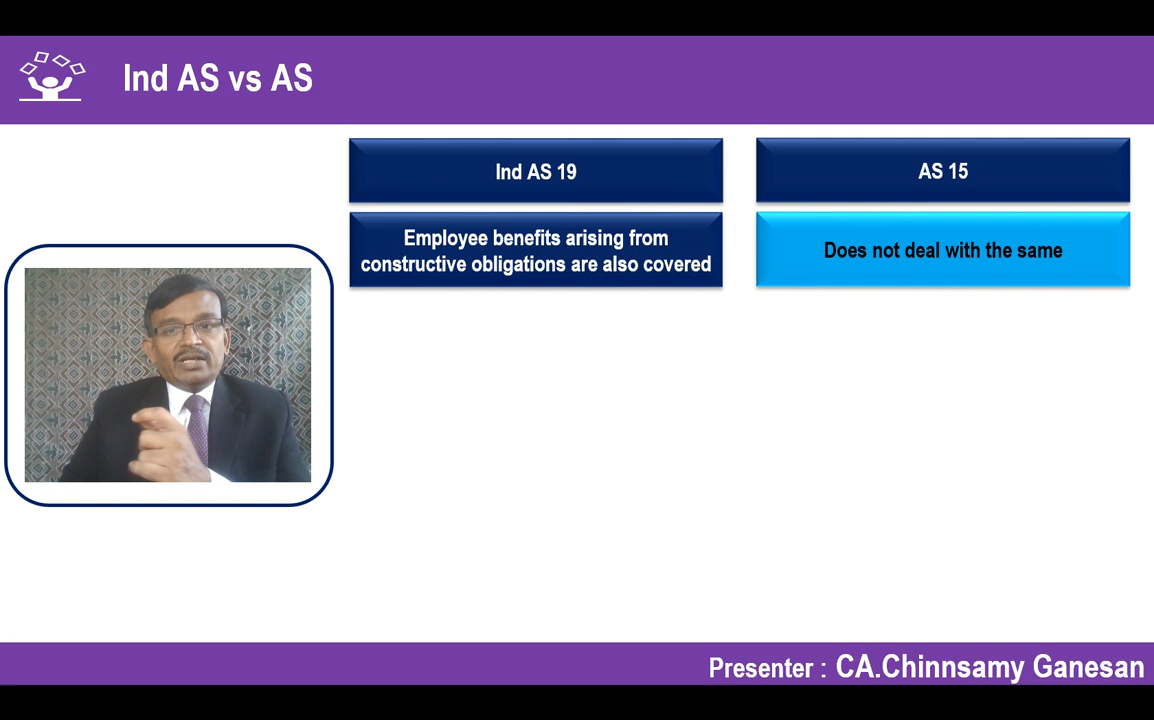 Ind AS vs AS
Ind AS 19
AS 15
Employee benefits arising from
constructive obligations are also covered
Does not deal with the same
Presenter : CA.Chinnsamy Ganesan